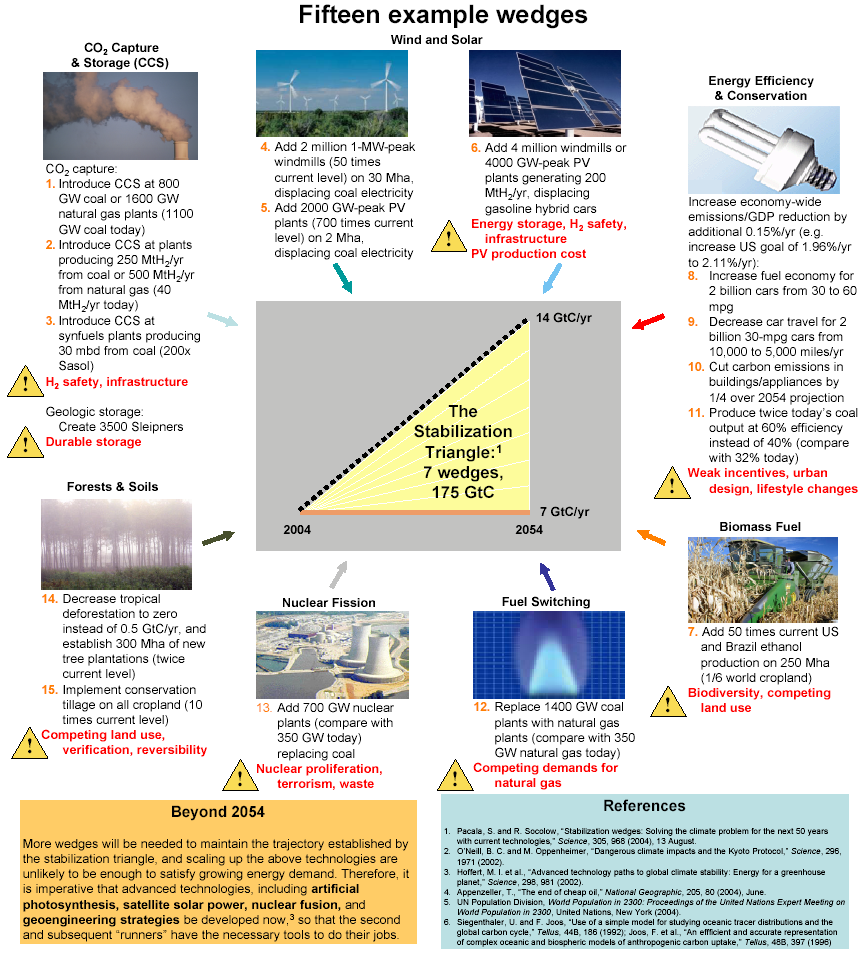 Fifteen example wedges
CO2 Capture
& Storage (CCS)
CO2 capture:
1. Introduce CCS at 800
GW coal or 1600 GW
natural gas plants (1100
GW coal today)
2. Introduce CCS at plants
producing 250 MtH2/yr
from coal or 500 MtH2/yr
from natural gas (40
MtH2/yr today)
3. Introduce CCS at
synfuels plants producing
30 mbd from coal (200x
Sasol)
! H2 safety, infrastructure
Geologic storage:
Create 3500 Sleipners
! Durable storage
Wind and Solar
4. Add 2 million 1-MW-peak
windmills (50 times
current level) on 30 Mha,
displacing coal electricity
5. Add 2000 GW-peak PV
plants (700 times current
level) on 2 Mha,
displacing coal electricity
6. Add 4 million windmills or
4000 GW-peak PV
plants generating 200
MtH2/yr, displacing
gasoline hybrid cars
! Energy storage, H2 safety,
infrastructure
PV production cost
Energy Efficiency
& Conservation
Increase economy-wide
emissions/GDP reduction by
additional 0.15%/yr (e.g.
increase US goal of 1.96%/yr
to 2.11%/yr):
8. Increase fuel economy for
2 billion cars from 30 to 60
mpg
9. Decrease car travel for 2
billion 30-mpg cars from
10,000 to 5,000 miles/yr
10. Cut carbon emissions in
buildings/appliances by
1/4 over 2054 projection
11. Produce twice today's coal
output at 60% efficiency
instead of 40% (compare
with 32% today)
! Weak incentives, urban
design, lifestyle changes
14 GtC/yr
The
Stabilization
Triangle:1
7 wedges,
175 GtC
7 GtC/yr
2004
2054
Forests & Soils
14. Decrease tropical
deforestation to zero
instead of 0.5 GtC/yr, and
establish 300 Mha of new
tree plantations (twice
current level)
15. Implement conservation
tillage on all cropland (10
times current level)
! Competing land use,
verification, reversibility
Nuclear Fission
13. Add 700 GW nuclear
plants (compare with
350 GW today)
replacing coal
! Nuclear proliferation,
terrorism, waste
Fuel Switching
12. Replace 1400 GW coal
plants with natural gas
plants (compare with 350
GW natural gas today)
! Competing demands for
natural gas
Biomass Fuel
7. Add 50 times current US
and Brazil ethanol
production on 250 Mha
(1/6 world cropland)
! Biodiversity, competing
land use
Beyond 2054
More wedges will be needed to maintain the trajectory established by
the stabilization triangle, and scaling up the above technologies are
unlikely to be enough to satisfy growing energy demand. Therefore, it
is imperative that advanced technologies, including artificial
photosynthesis, satellite solar power, nuclear fusion, and
geoengineering strategies be developed now,3 so that the second
and subsequent "runners" have the necessary tools to do their jobs.
References
1. Pacala, S. and R. Socolow, "Stabilization wedges: Solving the climate problem for the next 50 years
with current technologies," Science, 305, 968 (2004), 13 August.
2. O'Neill, B. C. and M. Oppenheimer, "Dangerous climate impacts and the Kyoto Protocol," Science, 296,
1971 (2002).
3. Hoffert, M. I. et al., "Advanced technology paths to global climate stability: Energy for a greenhouse
planet," Science, 298, 981 (2002).
4. Appenzeller, T., "The end of cheap oil," National Geographic, 205, 80 (2004), June.
5. UN Population Division, World Population in 2300: Proceedings of the United Nations Expert Meeting on
World Population in 2300, United Nations, New York (2004).
6. Siegenthaler, U. and F. Joos, "Use of a simple model for studying oceanic tracer distributions and the
global carbon cycle," Tellus, 44B, 186 (1992); Joos, F. et al., "An effficient and accurate representation
of complex oceanic and biospheric models of anthropogenic carbon uptake," Tellus, 48B, 397 (1996)